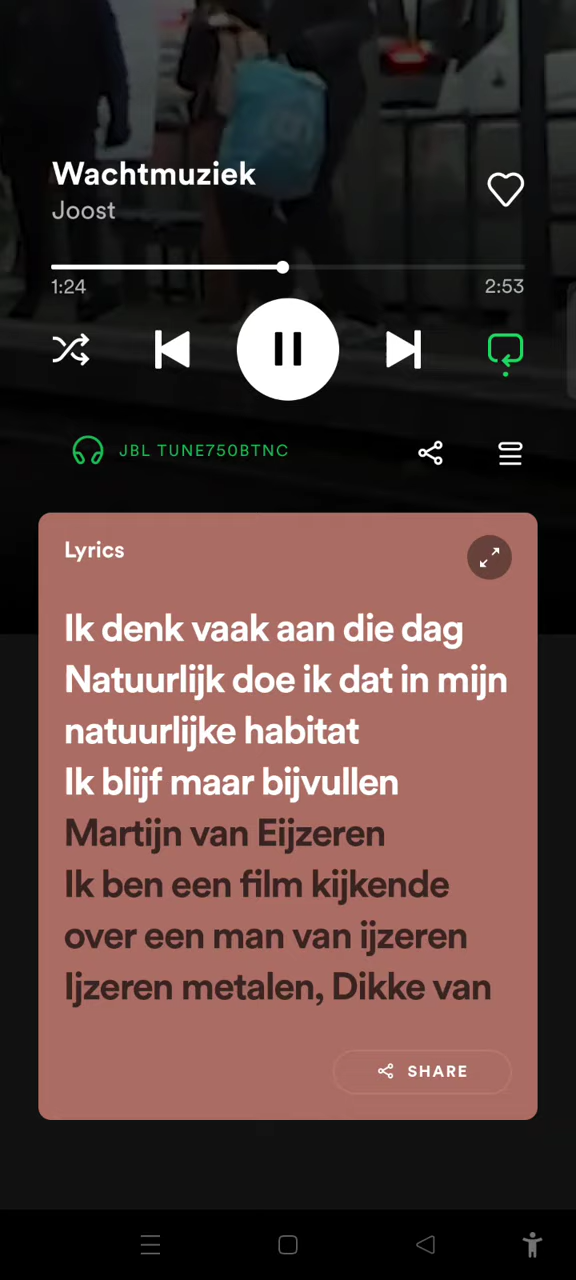 Wachtmuziek
Joost
1:24
2:53
JBL TUNE750BTNC
Lyrics
Ik denk vaak aan die dag
Natuurlijk doe ik dat in mijn
natuurlijke habitat
Ik blijf maar bijvullen
Martijn van Eijzeren
Ik ben een film kijkende
over een man van ijzeren
Ijzeren metalen, Dikke van
SHARE